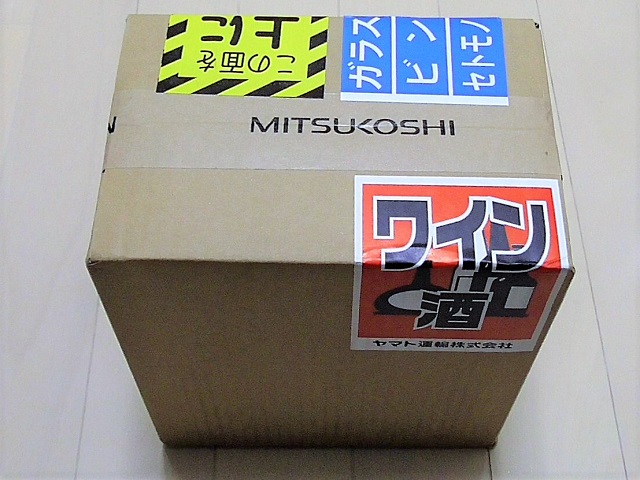 この面を
上に
ガラス
ビン
セトモノ
MITSUKOSHI
ワイン
酒
ヤマト運輸株式会社